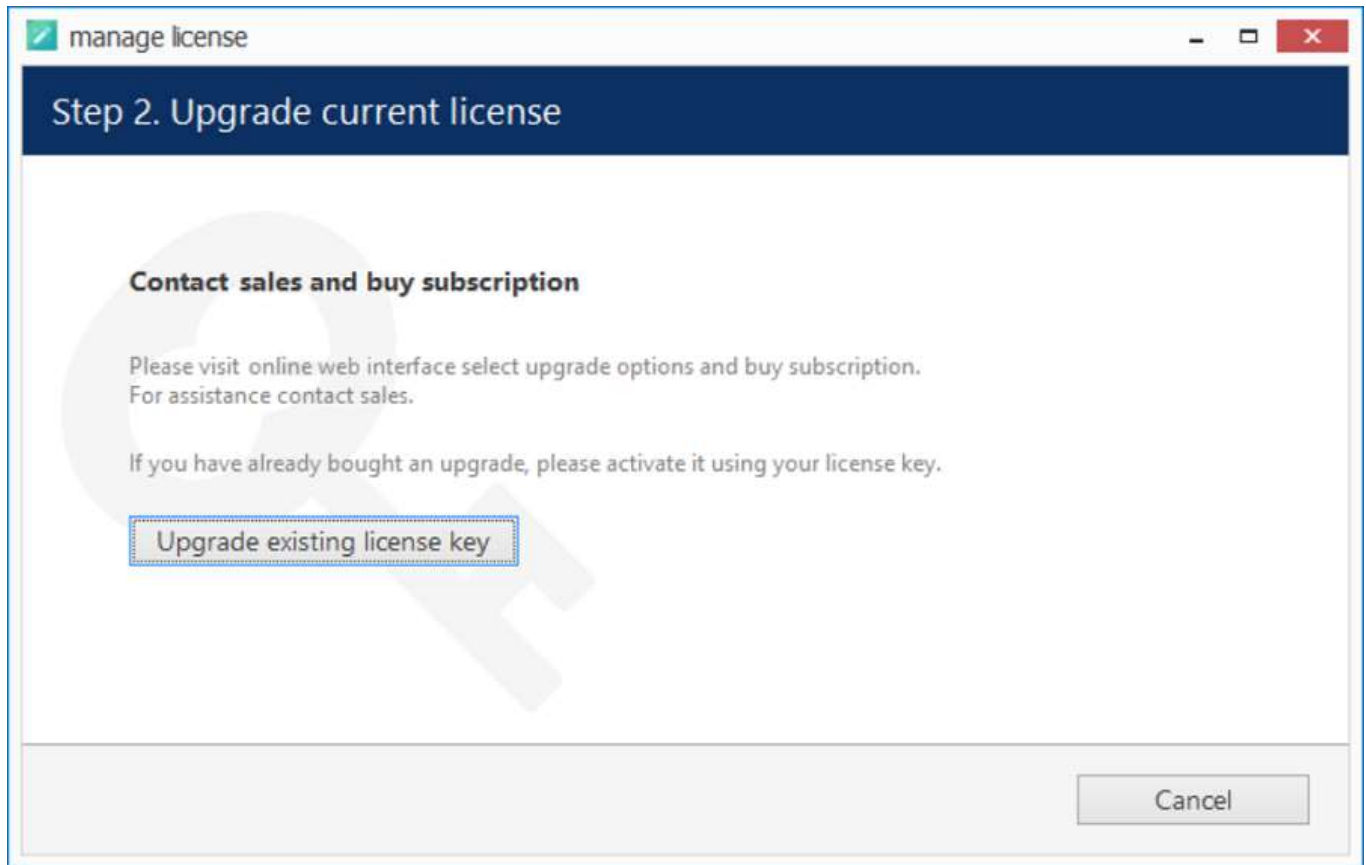 manage license
Step 2. Upgrade current license
Contact sales and buy subscription
Please visit online web interface select upgrade options and buy subscription.
For assistance contact sales.
If you have already bought an upgrade, please activate it using your license key.
Upgrade existing license key
Cancel